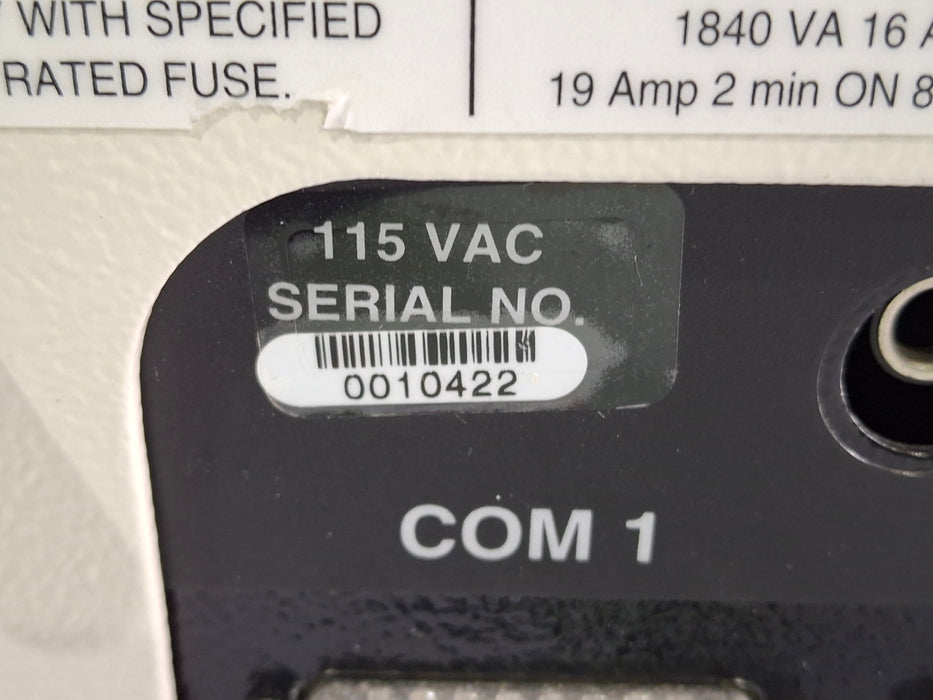 WITH SPECIFIED
RATED FUSE.
1840 VA 16 A
19 Amp 2 min ON 8
115 VAC
SERIAL NO.
0010422
COM 1